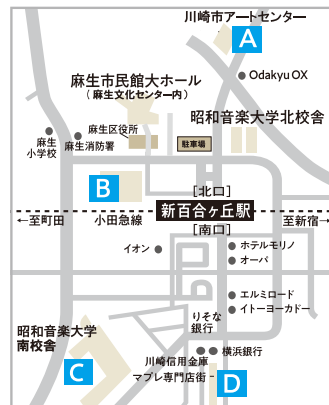 川崎市アートセンター
A
Odakyu OX
麻生市民館大ホール
（麻生文化センター内）
昭和音楽大学北校舎
麻生区役所
麻生
小学校
麻生消防署
駐車場
B
［北口］
新百合ヶ丘駅
←至町田
小田急線
至新宿→
［南口］
イオン
ホテルモリノ
オーパ
エルミロード
イトーヨーカドー
りそな
銀行
昭和音楽大学
南校舎
C
川崎信用金庫
横浜銀行
マプレ専門店街
D